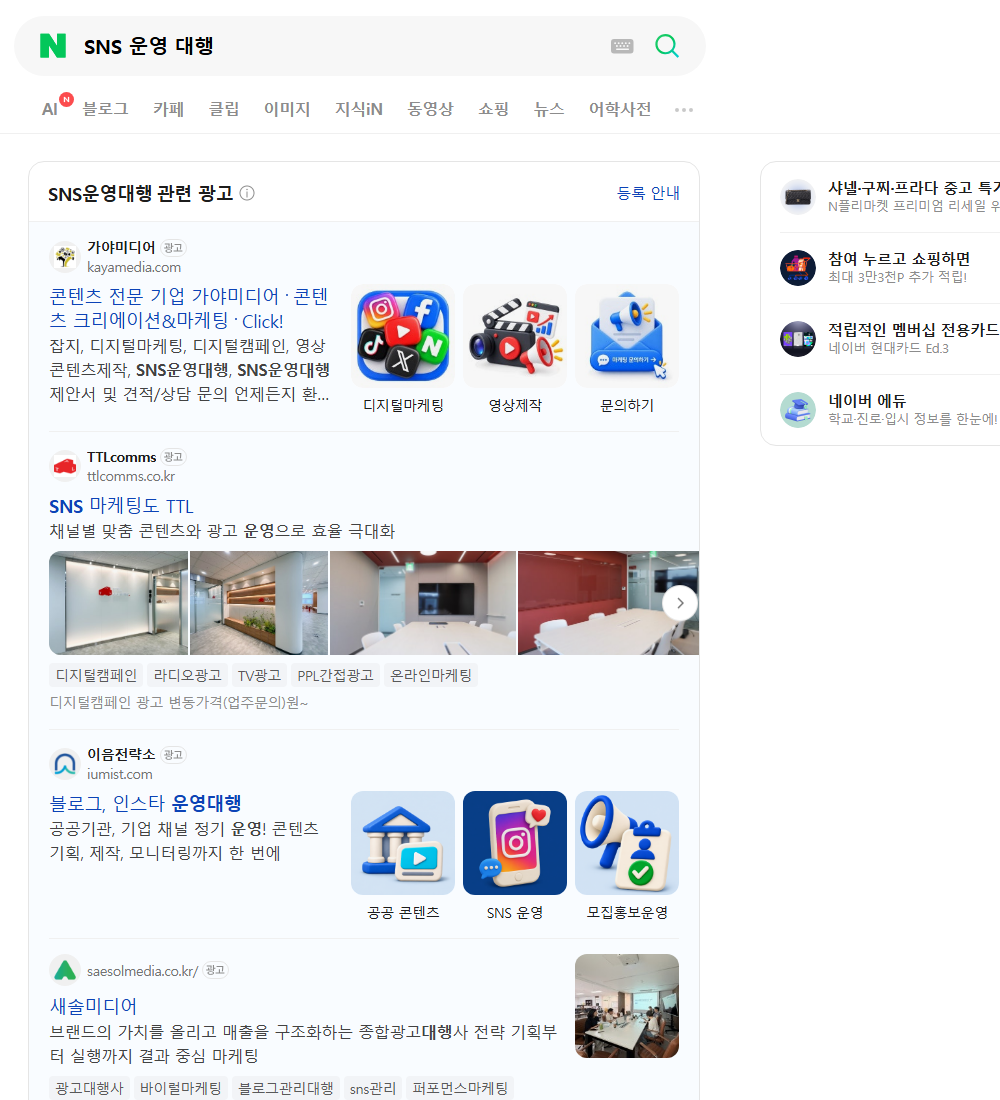 SNS 운영 대행
AI N 블로그 카페 클립 이미지 지식iN 동영상 쇼핑 뉴스 어학사전
SNS운영대행 관련 광고
등록 안내
가야미디어 광고
kayamedia.com
콘텐츠 전문 기업 가야미디어 · 콘텐
츠 크리에이션&마케팅 · Click!
잡지, 디지털마케팅, 디지털캠페인, 영상
콘텐츠제작, SNS운영대행, SNS운영대행
제안서 및 견적/상담 문의 언제든지 환...
마케팅 문의하기
디지털마케팅 영상제작 문의하기
TTLcomms 광고
ttlcomms.co.kr
SNS 마케팅도 TTL
채널별 맞춤 콘텐츠와 광고 운영으로 효율 극대화
디지털캠페인 라디오광고 TV광고 PPL간접광고 온라인마케팅
디지털캠페인 광고 변동가격(업주문의)원~
이음전략소 광고
iumist.com
블로그, 인스타 운영대행
공공기관, 기업 채널 정기 운영! 콘텐츠
기획, 제작, 모니터링까지 한 번에
공공 콘텐츠 SNS 운영 모집홍보운영
saesolmedia.co.kr/ 광고
새솔미디어
브랜드의 가치를 올리고 매출을 구조화하는 종합광고대행사 전략 기획부
터 실행까지 결과 중심 마케팅
광고대행사 바이럴마케팅 블로그관리대행 sns관리 퍼포먼스마케팅
샤넬·구찌·프라다 중고 특가
N플리마켓 프리미엄 리세일 위
참여 누르고 쇼핑하면
최대 3만3천P 추가 적립!
적립적인 멤버십 전용카드
네이버 현대카드 Ed.3
네이버 에듀
학교·진로·입시 정보를 한눈에!